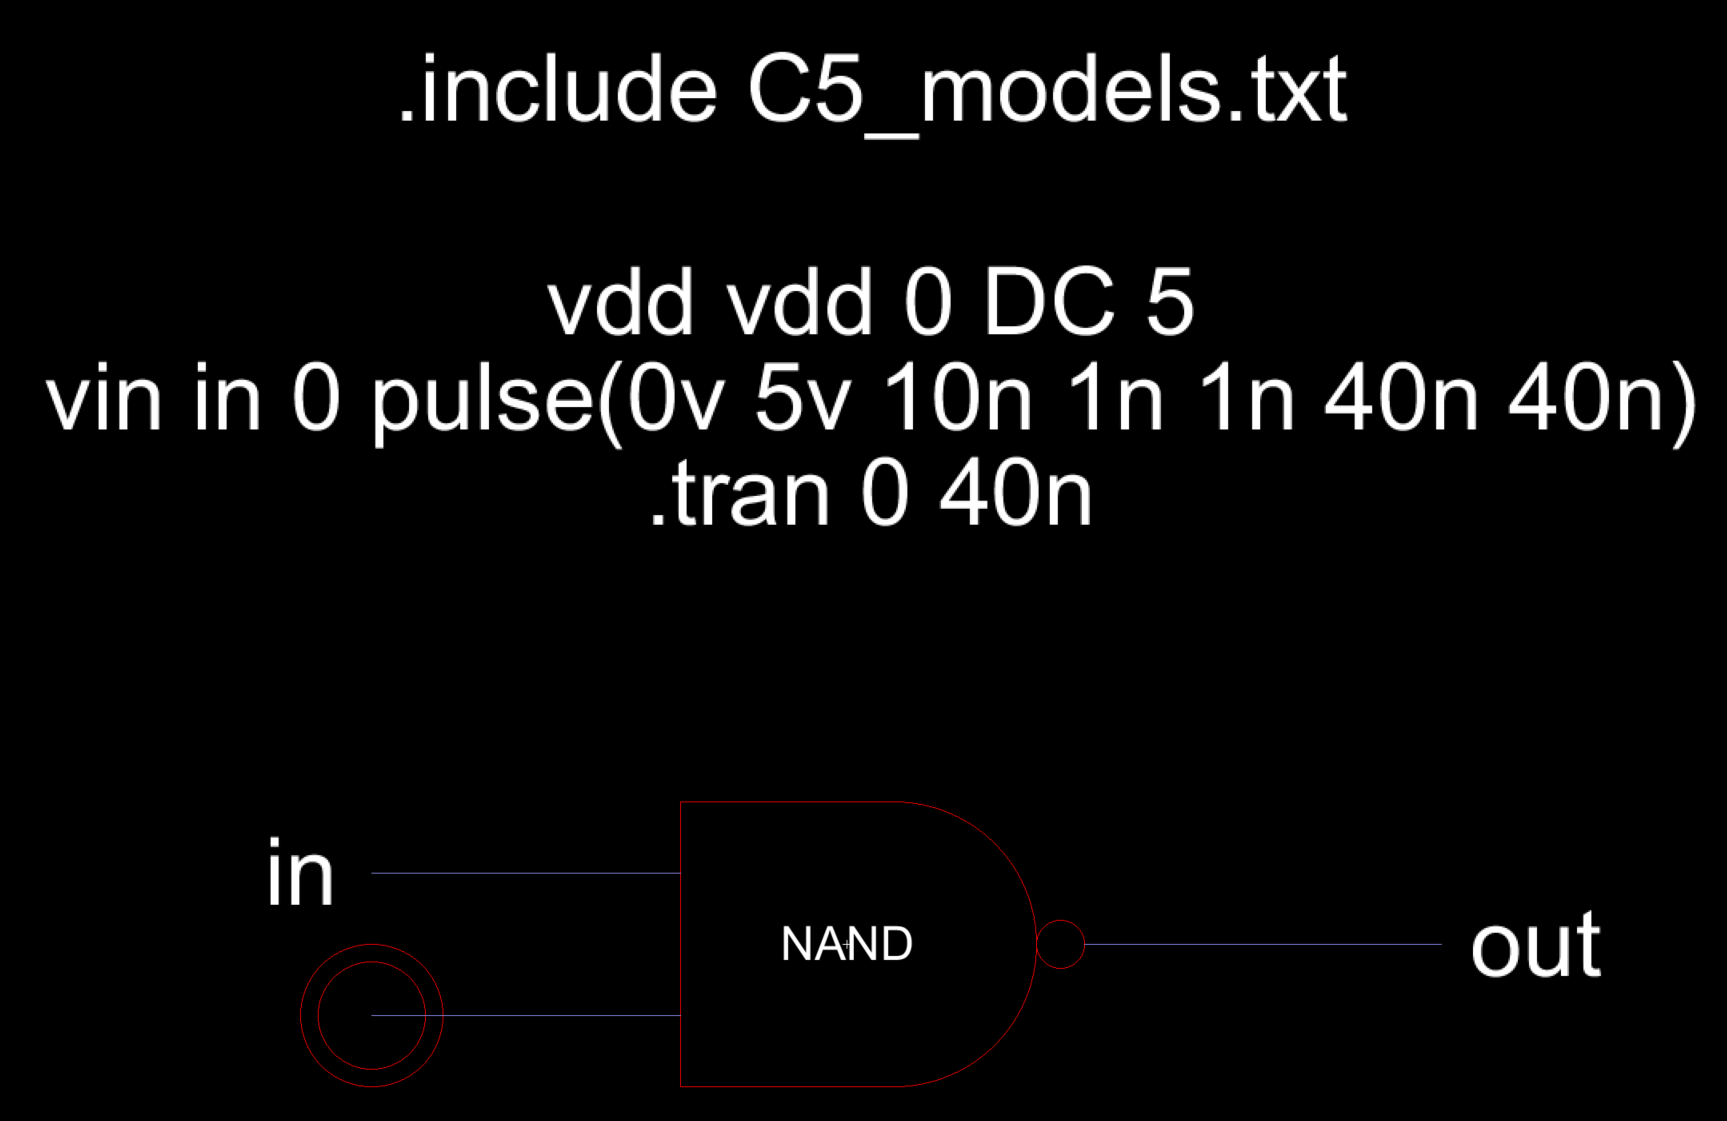 .include C5_models.txt
vdd vdd 0 DC 5
vin in 0 pulse(0v 5v 10n 1n 1n 40n 40n)
.tran 0 40n
in
NAND
out